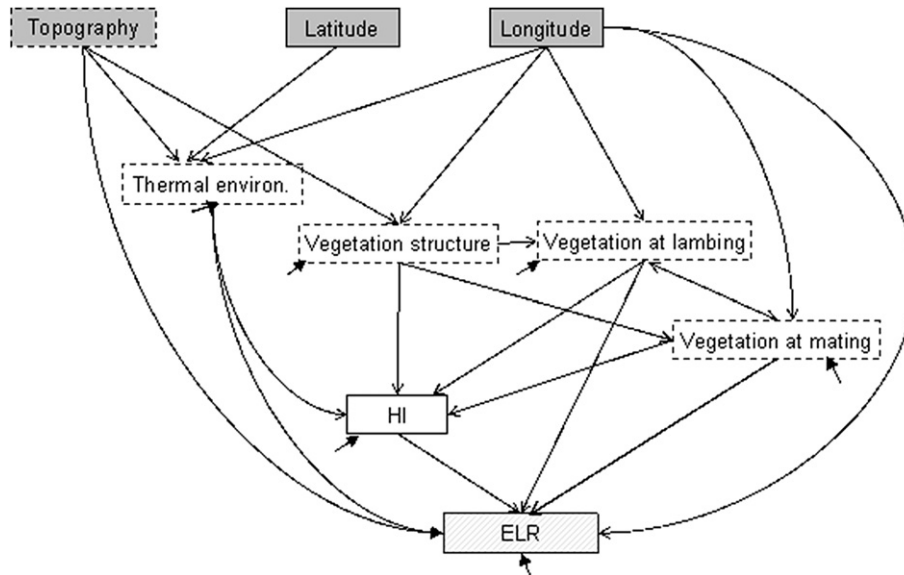 Topography
Latitude
Longitude
Thermal environ.
Vegetation structure
Vegetation at lambing
Vegetation at mating
HI
ELR